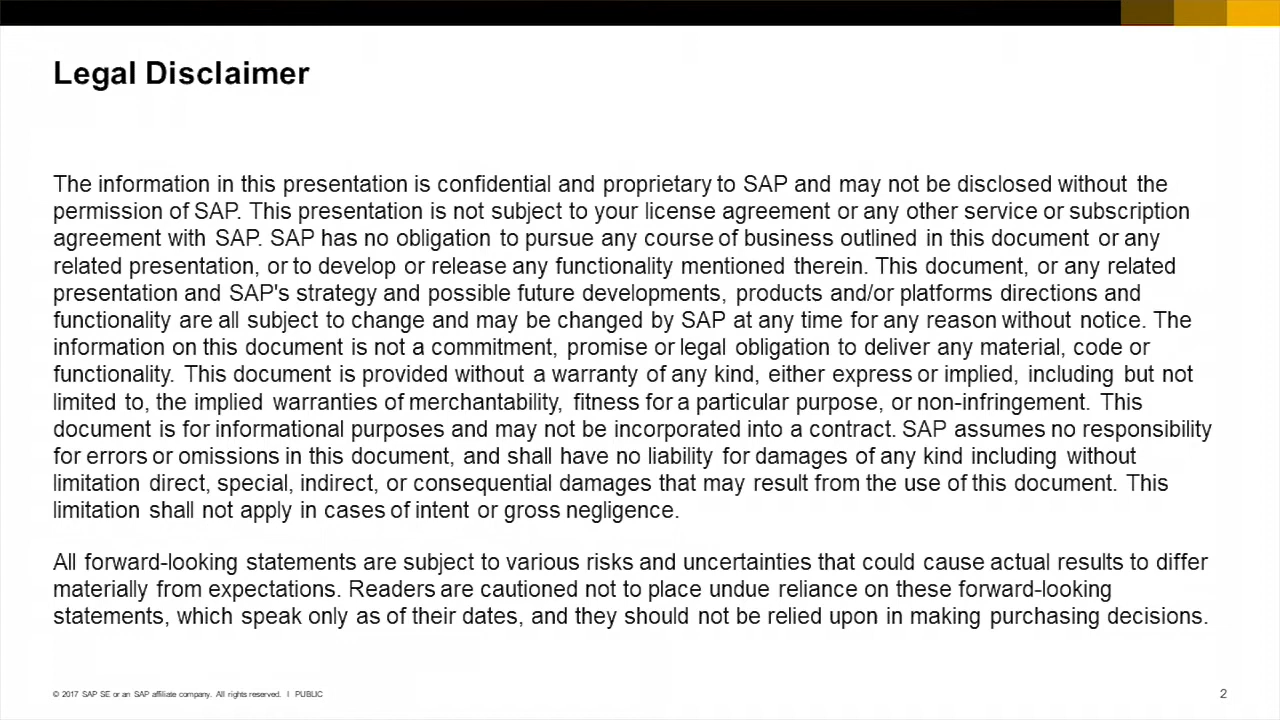 Legal Disclaimer
The information in this presentation is confidential and proprietary to SAP and may not be disclosed without the
permission of SAP. This presentation is not subject to your license agreement or any other service or subscription
agreement with SAP. SAP has no obligation to pursue any course of business outlined in this document or any
related presentation, or to develop or release any functionality mentioned therein. This document, or any related
presentation and SAP's strategy and possible future developments, products and/or platforms directions and
functionality are all subject to change and may be changed by SAP at any time for any reason without notice. The
information on this document is not a commitment, promise or legal obligation to deliver any material, code or
functionality. This document is provided without a warranty of any kind, either express or implied, including but not
limited to, the implied warranties of merchantability, fitness for a particular purpose, or non-infringement. This
document is for informational purposes and may not be incorporated into a contract. SAP assumes no responsibility
for errors or omissions in this document, and shall have no liability for damages of any kind including without
limitation direct, special, indirect, or consequential damages that may result from the use of this document. This
limitation shall not apply in cases of intent or gross negligence.
All forward-looking statements are subject to various risks and uncertainties that could cause actual results to differ
materially from expectations. Readers are cautioned not to place undue reliance on these forward-looking
statements, which speak only as of their dates, and they should not be relied upon in making purchasing decisions.
© 2017 SAP SE or an SAP affiliate company. All rights reserved. I PUBLIC
2